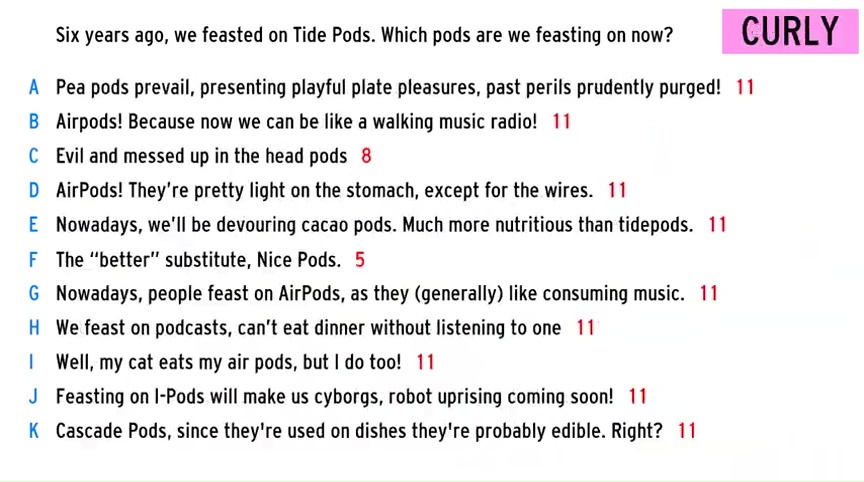 Six years ago, we feasted on Tide Pods. Which pods are we feasting on now?
CURLY
A Pea pods prevail, presenting playful plate pleasures, past perils prudently purged! 11
B Airpods! Because now we can be like a walking music radio! 11
C Evil and messed up in the head pods 8
D AirPods! They're pretty light on the stomach, except for the wires. 11
E Nowadays, we'll be devouring cacao pods. Much more nutritious than tidepods. 11
F The “better” substitute, Nice Pods. 5
G Nowadays, people feast on AirPods, as they (generally) like consuming music. 11
H We feast on podcasts, can't eat dinner without listening to one 11
I Well, my cat eats my air pods, but I do too! 11
J Feasting on I-Pods will make us cyborgs, robot uprising coming soon! 11
K Cascade Pods, since they're used on dishes they're probably edible. Right? 11